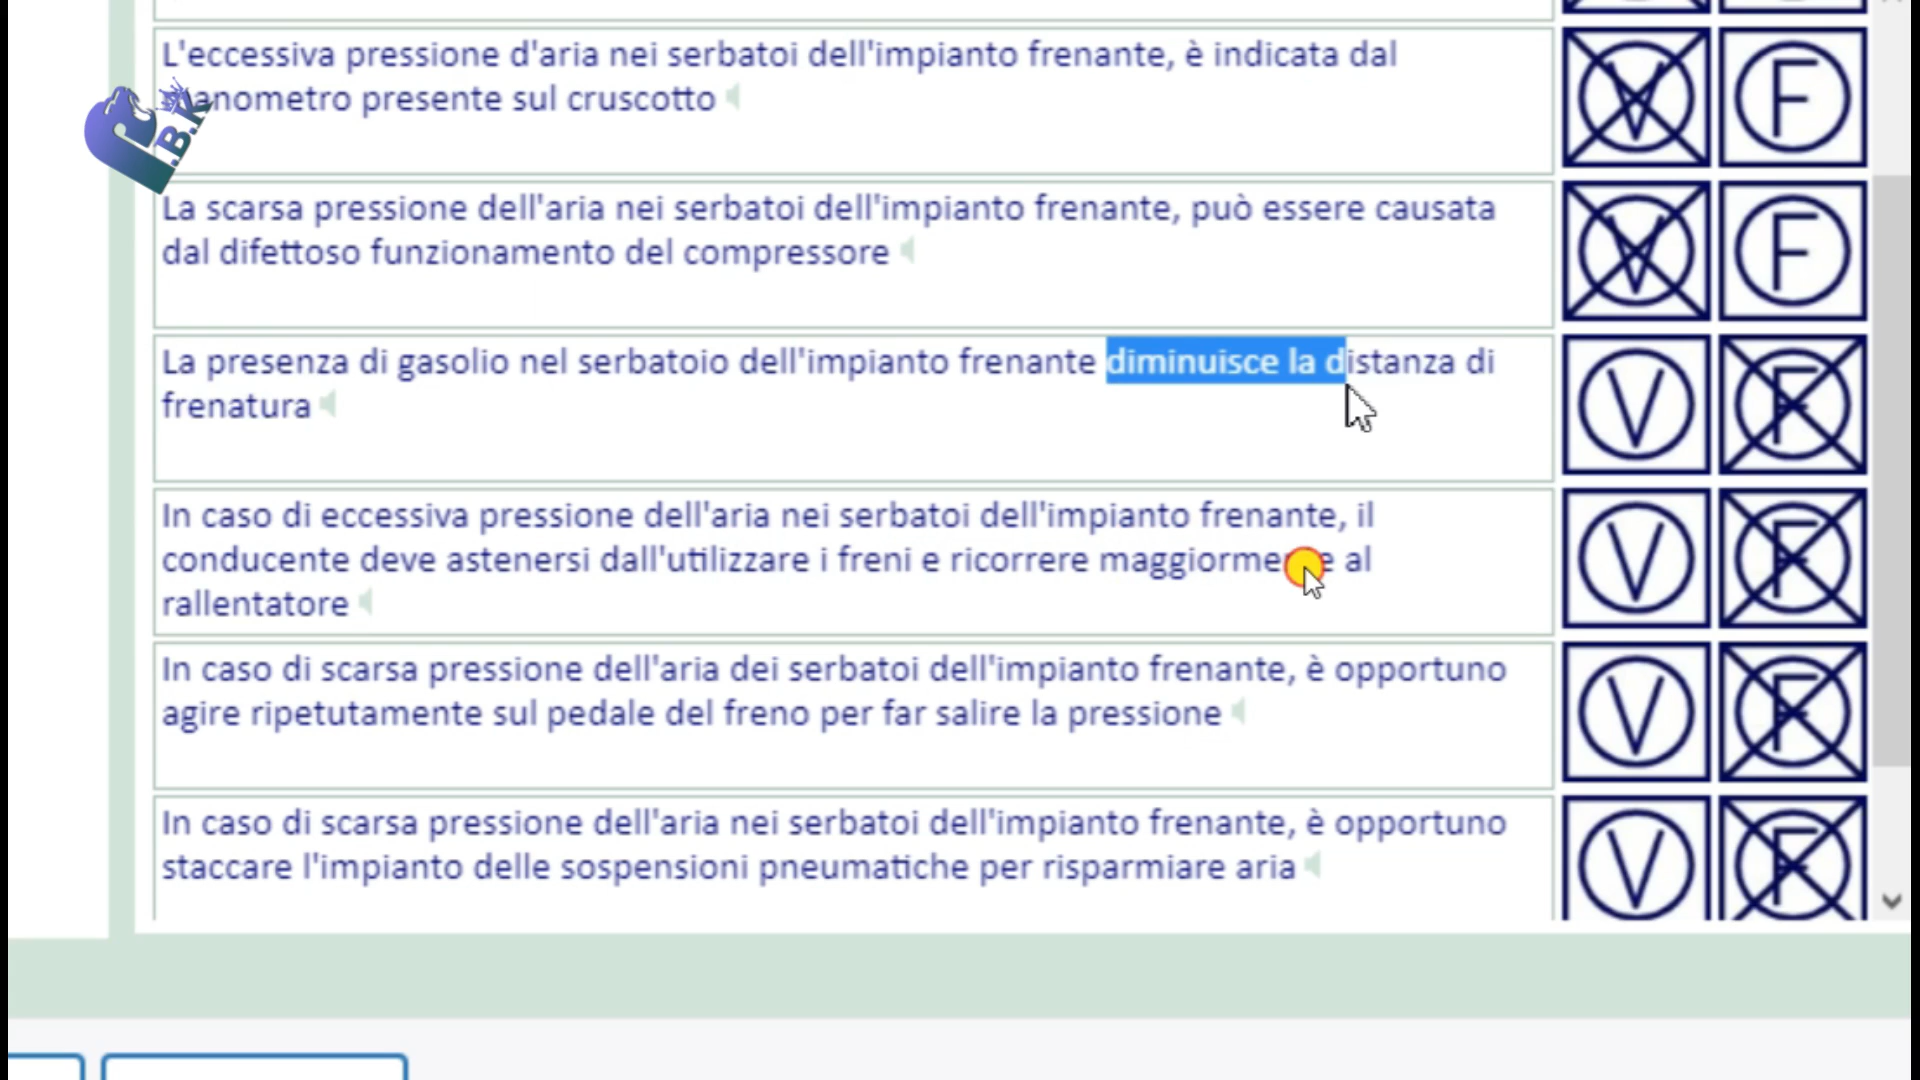 L'eccessiva pressione d'aria nei serbatoi dell'impianto frenante, è indicata dal
manometro presente sul cruscotto
V F
P.B.K
La scarsa pressione dell'aria nei serbatoi dell'impianto frenante, può essere causata
dal difettoso funzionamento del compressore
V F
La presenza di gasolio nel serbatoio dell'impianto frenante diminuisce la distanza di
frenatura
V F
In caso di eccessiva pressione dell'aria nei serbatoi dell'impianto frenante, il
conducente deve astenersi dall'utilizzare i freni e ricorrere maggiormente al
rallentatore
V F
In caso di scarsa pressione dell'aria dei serbatoi dell'impianto frenante, è opportuno
agire ripetutamente sul pedale del freno per far salire la pressione
V F
In caso di scarsa pressione dell'aria nei serbatoi dell'impianto frenante, è opportuno
staccare l'impianto delle sospensioni pneumatiche per risparmiare aria
V F